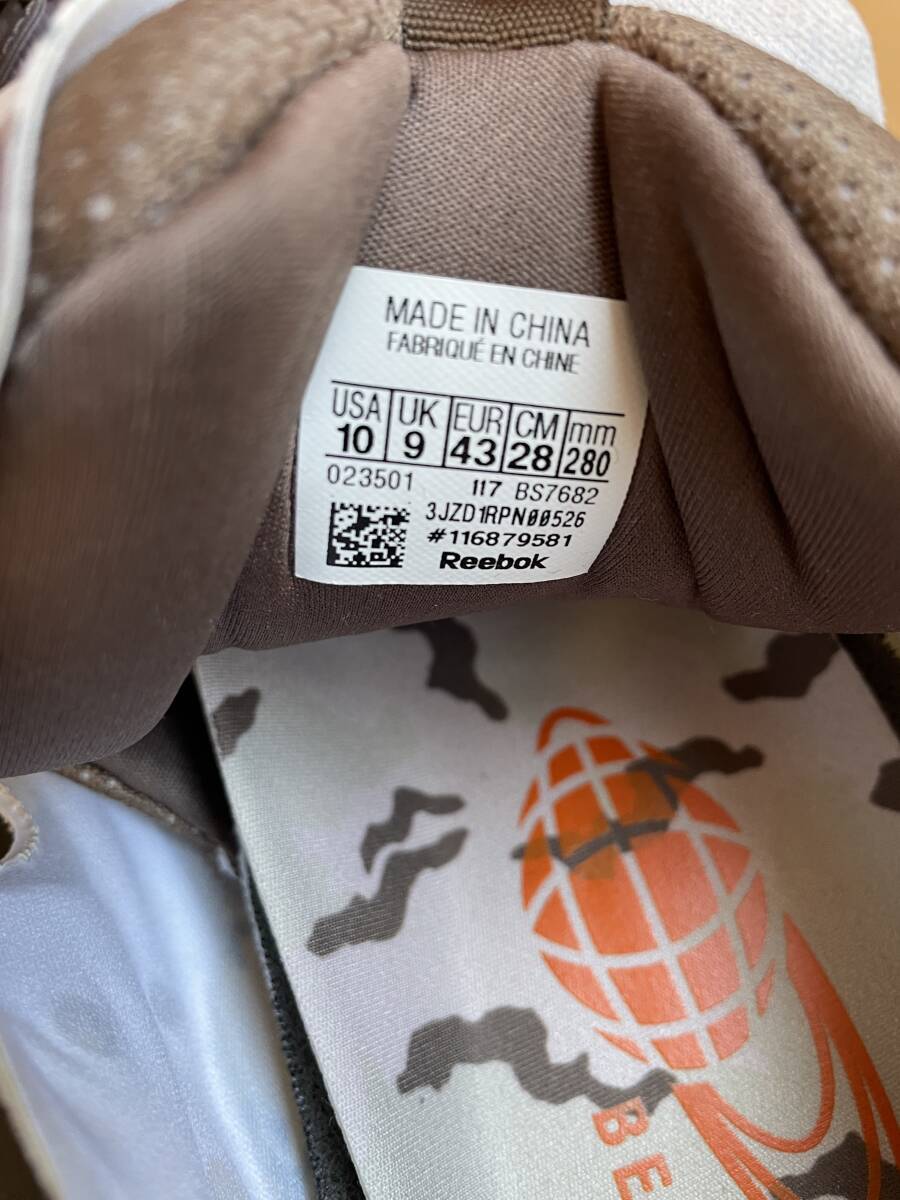 MADE IN CHINA
FABRIQUÉ EN CHINE
USA UK EUR CM mm
10 9 43 28 280
023501 117 BS7682
3JZD1RPN00526
#116879581
Reebok
BE